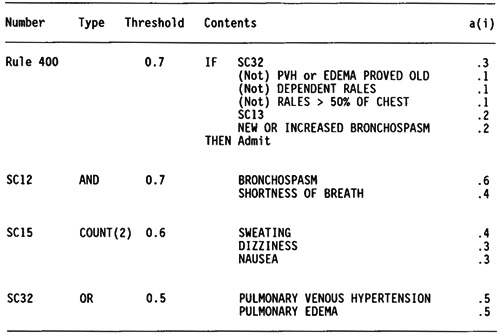 Number Type Threshold Contents a(i)
Rule 400 0.7 IF SC32 .3
(Not) PVH or EDEMA PROVED OLD .1
(Not) DEPENDENT RALES .1
(Not) RALES > 50% OF CHEST .1
SC13 .2
NEW OR INCREASED BRONCHOSPASM .2
THEN Admit
SC12 AND 0.7 BRONCHOSPASM .6
SHORTNESS OF BREATH .4
SC15 COUNT(2) 0.6 SWEATING .4
DIZZINESS .3
NAUSEA .3
SC32 OR 0.5 PULMONARY VENOUS HYPERTENSION .5
PULMONARY EDEMA .5